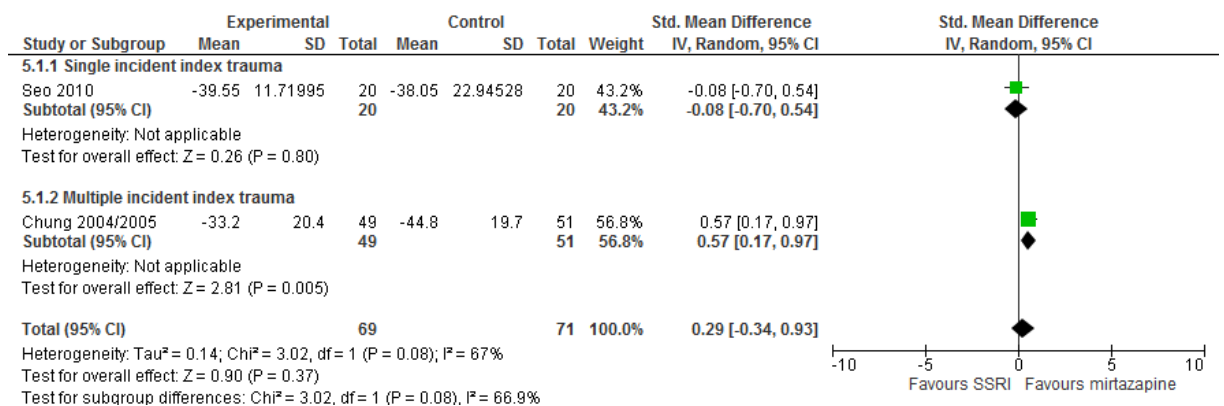 Experimental Control Std. Mean Difference Std. Mean Difference
Study or Subgroup Mean SD Total Mean SD Total Weight IV, Random, 95% CI IV, Random, 95% CI
5.1.1 Single incident index trauma
Seo 2010 -39.55 11.71995 20 -38.05 22.94528 20 43.2% -0.08 [-0.70, 0.54]
Subtotal (95% CI) 20 20 43.2% -0.08 [-0.70, 0.54]
Heterogeneity: Not applicable
Test for overall effect: Z = 0.26 (P = 0.80)
5.1.2 Multiple incident index trauma
Chung 2004/2005 -33.2 20.4 49 -44.8 19.7 51 56.8% 0.57 [0.17, 0.97]
Subtotal (95% CI) 49 51 56.8% 0.57 [0.17, 0.97]
Heterogeneity: Not applicable
Test for overall effect: Z = 2.81 (P = 0.005)
Total (95% CI) 69 71 100.0% 0.29 [-0.34, 0.93]
Heterogeneity: Tau² = 0.14; Chi² = 3.02, df = 1 (P = 0.08); I² = 67%
Test for overall effect: Z = 0.90 (P = 0.37)
Test for subgroup differences: Chi² = 3.02, df = 1 (P = 0.08), I² = 66.9%
-10 -5 0 5 10
Favours SSRI Favours mirtazapine